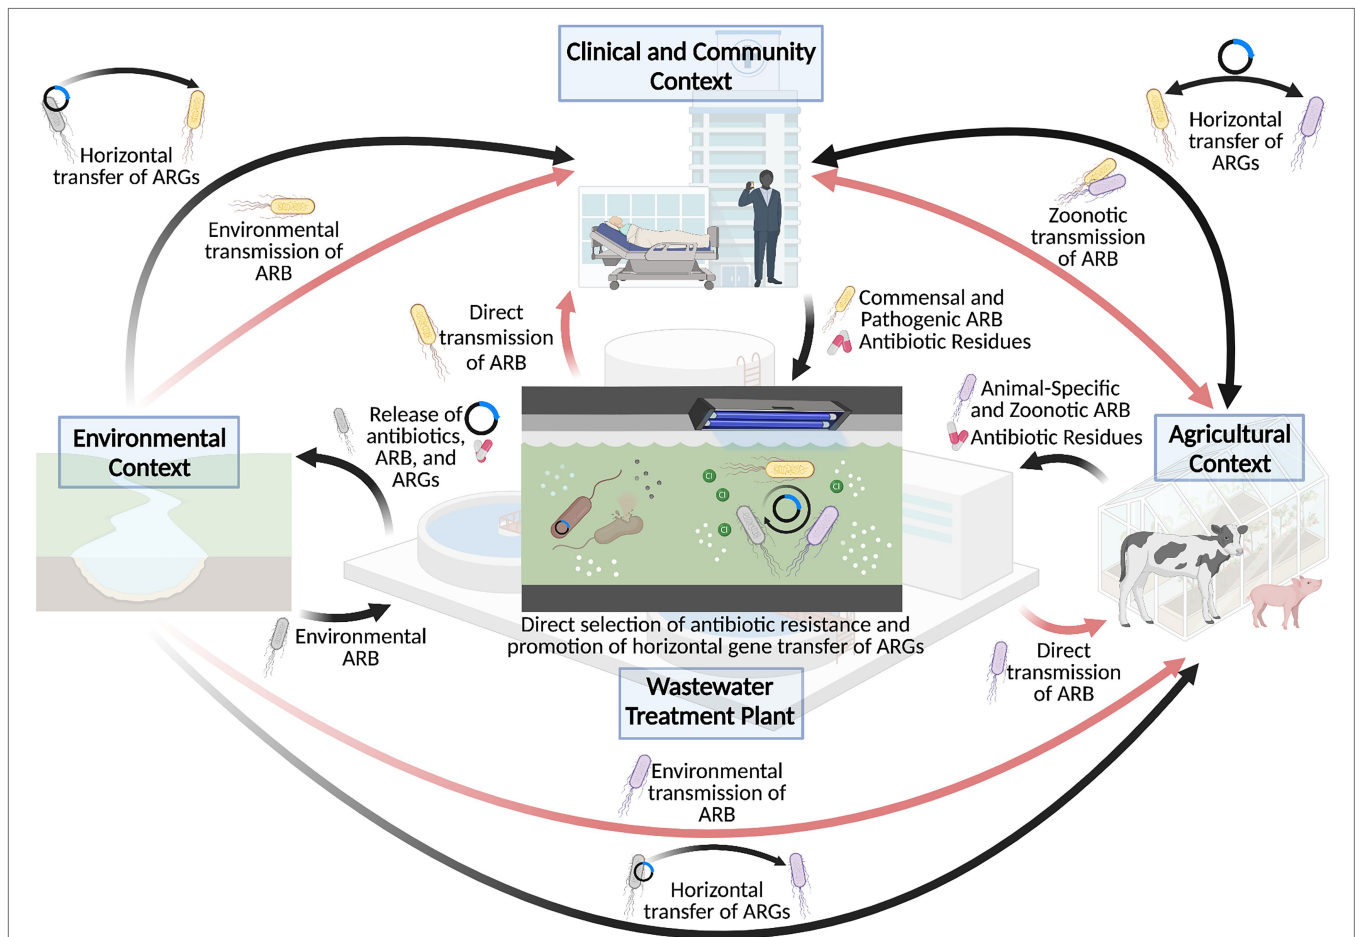 Clinical and Community
Context
Horizontal
transfer of ARGs
Horizontal
transfer of
ARGs
Environmental
transmission of
ARB
Zoonotic
transmission
of ARB
Direct
transmission
of ARB
Commensal and
Pathogenic ARB
Antibiotic Residues
Release of
antibiotics,
ARB, and
ARGs
Animal-Specific
and Zoonotic ARB
Antibiotic Residues
Environmental
Context
Agricultural
Context
Cl
Cl
Cl
Cl
Environmental
ARB
Direct selection of antibiotic resistance and
promotion of horizontal gene transfer of ARGs
Direct
transmission
of ARB
Wastewater
Treatment Plant
Environmental
transmission of
ARB
Horizontal
transfer of ARGs